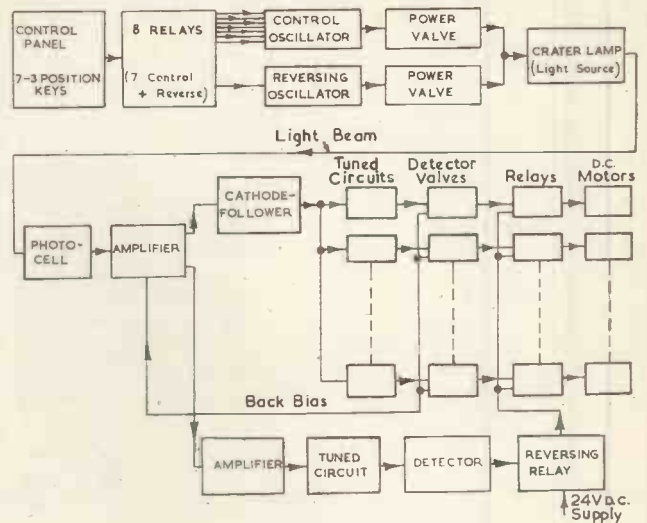 CONTROL
PANEL
7-3 POSITION
KEYS
8 RELAYS
(7 Control
+ Reverse)
CONTROL
OSCILLATOR
POWER
VALVE
REVERSING
OSCILLATOR
POWER
VALVE
CRATER LAMP
(Light Source)
Light Beam
Tuned
Circuits
Detector
Valves
Relays
D.C.
Motors
CATHODE-
FOLLOWER
PHOTO-
CELL
AMPLIFIER
Back Bias
AMPLIFIER
TUNED
CIRCUIT
DETECTOR
REVERSING
RELAY
24V D.C.
Supply